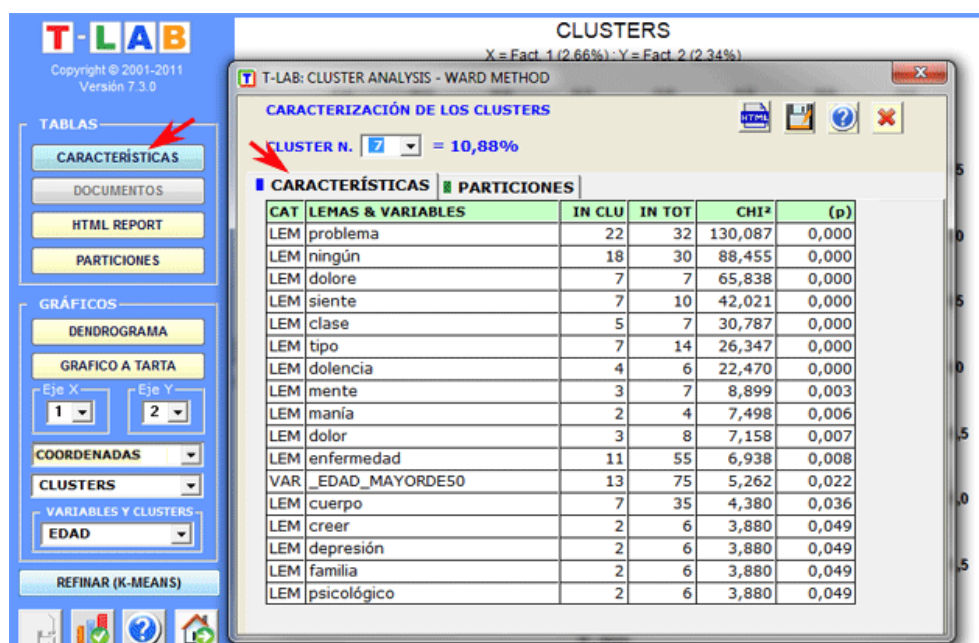 T-LAB
Copyright © 2001-2011
Versión 7.3.0
TABLAS
CARACTERÍSTICAS
DOCUMENTOS
HTML REPORT
PARTICIONES
GRÁFICOS
DENDROGRAMA
GRAFICO A TARTA
Eje X Eje Y
1 2
COORDENADAS
CLUSTERS
VARIABLES Y CLUSTERS
EDAD
REFINAR (K-MEANS)
CLUSTERS
X = Fact. 1 (2.66%) : Y = Fact. 2 (2.34%)
T-LAB: CLUSTER ANALYSIS - WARD METHOD
CARACTERIZACIÓN DE LOS CLUSTERS
HTML
CLUSTER N. 7 = 10,88%
CARACTERÍSTICAS PARTICIONES
CAT LEMAS & VARIABLES IN CLU IN TOT CHI² (p)
LEM problema 22 32 130,087 0,000
LEM ningún 18 30 88,455 0,000
LEM dolore 7 7 65,838 0,000
LEM siente 7 10 42,021 0,000
LEM clase 5 7 30,787 0,000
LEM tipo 7 14 26,347 0,000
LEM dolencia 4 6 22,470 0,000
LEM mente 3 7 8,899 0,003
LEM manía 2 4 7,498 0,006
LEM dolor 3 8 7,158 0,007
LEM enfermedad 11 55 6,938 0,008
VAR _EDAD_MAYORDE50 13 75 5,262 0,022
LEM cuerpo 7 35 4,380 0,036
LEM creer 2 6 3,880 0,049
LEM depresión 2 6 3,880 0,049
LEM familia 2 6 3,880 0,049
LEM psicológico 2 6 3,880 0,049